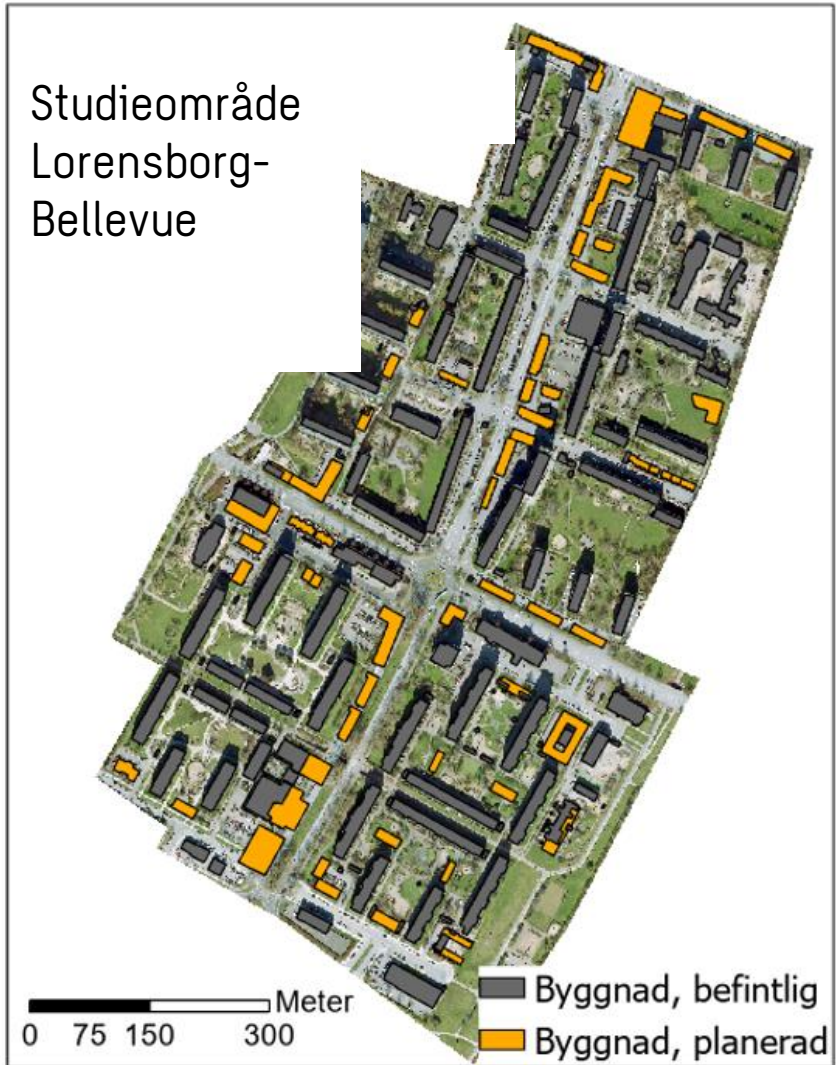 Studieområde
Lorensborg-
Bellevue
Meter
0 75 150 300
Byggnad, befintlig
Byggnad, planerad